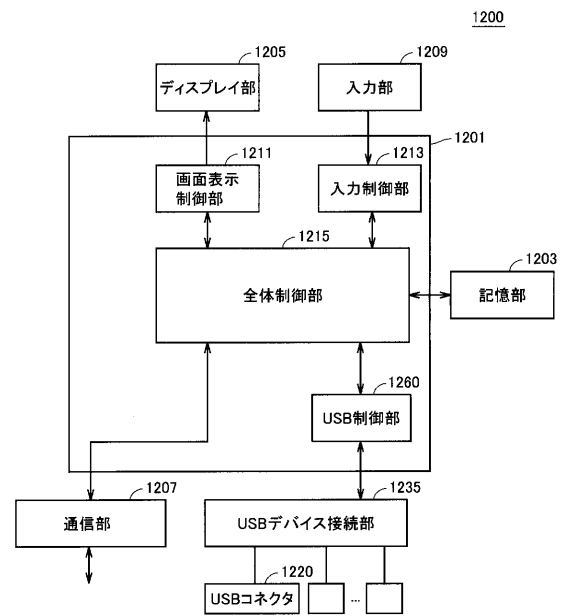 1200
1205
ディスプレイ部
1209
入力部
1201
1211
画面表示
制御部
1213
入力制御部
1215
全体制御部
1203
記憶部
1260
USB制御部
1207
通信部
1235
USBデバイス接続部
1220
USBコネクタ
...